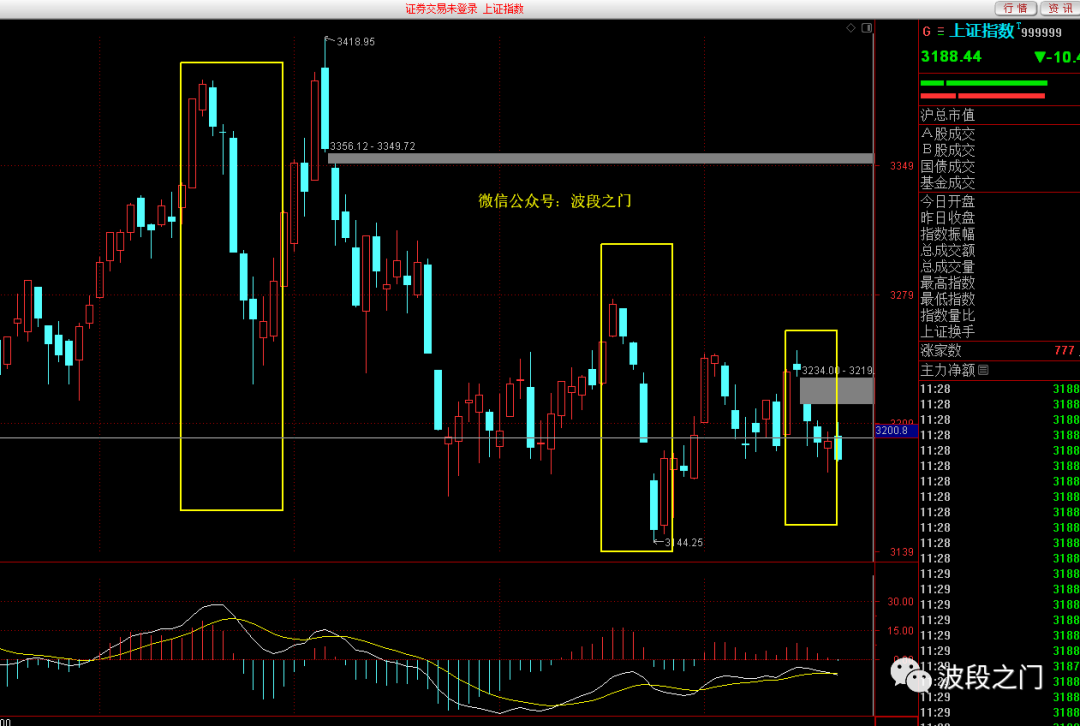 证券交易未登录 上证指数
行情 资讯
3418.95
3356.12 - 3349.72
微信公众号：波段之门
3234.00 - 3219.
3144.25
3349
3279
3209
3200.8
3139
30.00
15.00
G 上证指数 T 999999
3188.44 ▼-10.4
沪总市值
A股成交
B股成交
国债成交
基金成交
今日开盘
昨日收盘
指数振幅
总成交额
总成交量
最高指数
最低指数
指数量比
上证换手
涨家数 777
主力净额
11:28 3188
11:28 3188
11:28 3188
11:28 3188
11:28 3188
11:28 3188
11:28 3188
11:28 3188
11:28 3188
11:28 3188
11:28 3188
11:28 3188
11:29 3188
11:29 3188
11:29 3188
11:29 3188
11:29 3188
11:29 3188
3187
波段之门
3188
11:29 3188
11:29 3188